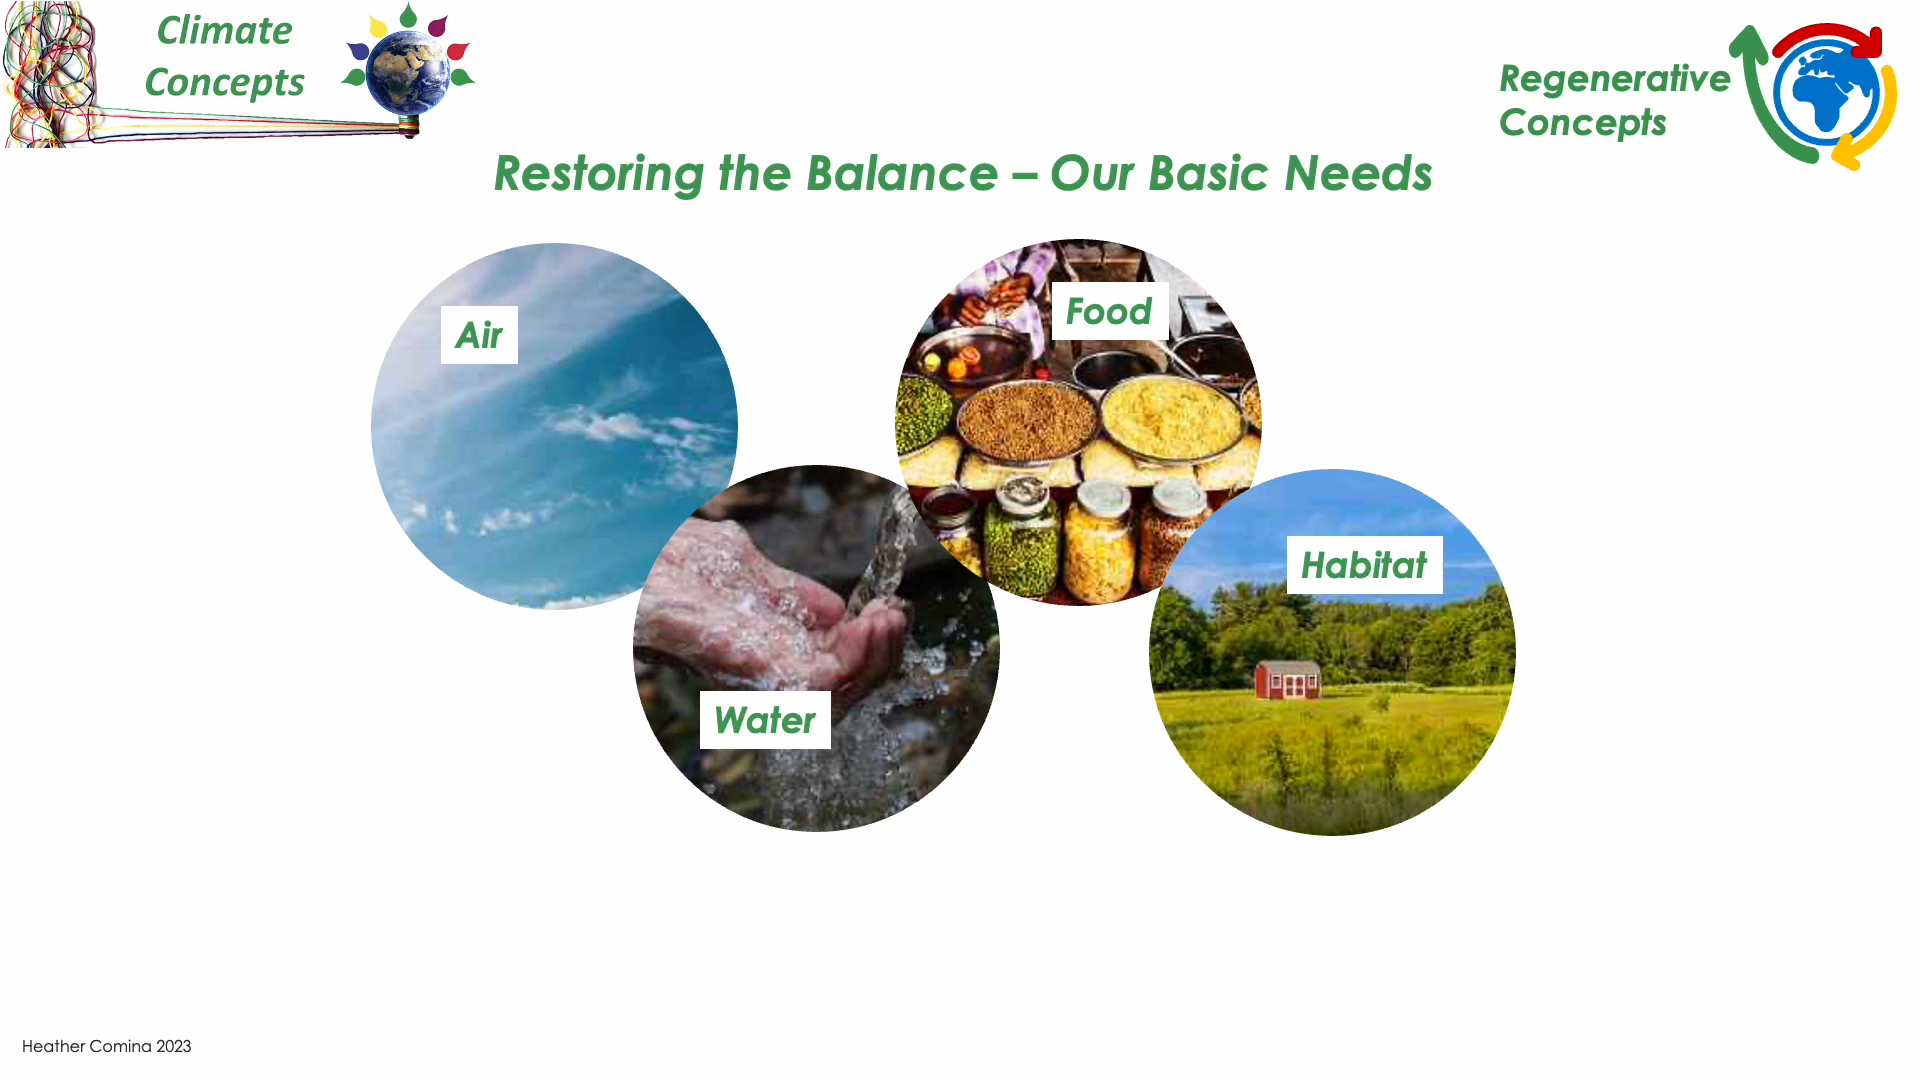 Climate
Concepts
Regenerative
Concepts
Restoring the Balance – Our Basic Needs
Air
Food
Habitat
Water
Heather Comina 2023